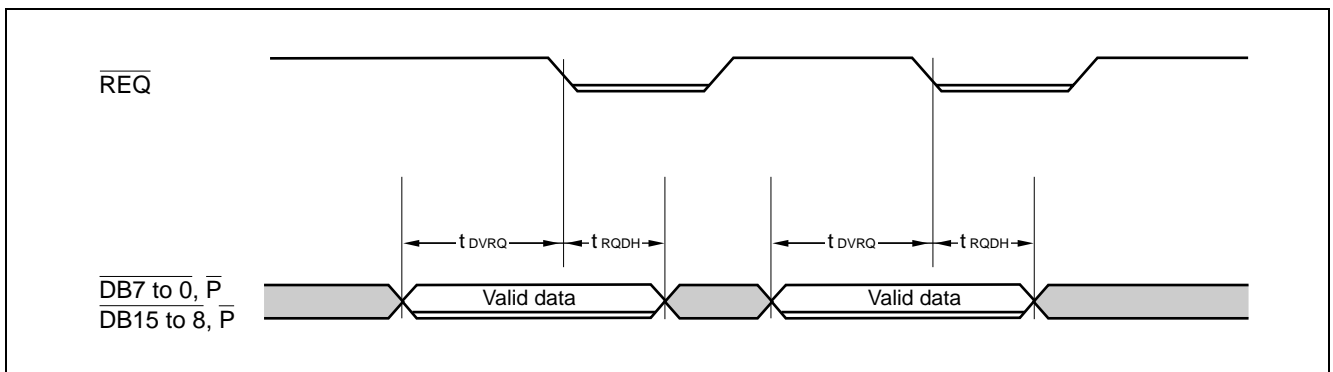 REQ
t DVRQ
t RQDH
t DVRQ
t RQDH
DB7 to 0, P
DB15 to 8, P
Valid data
Valid data